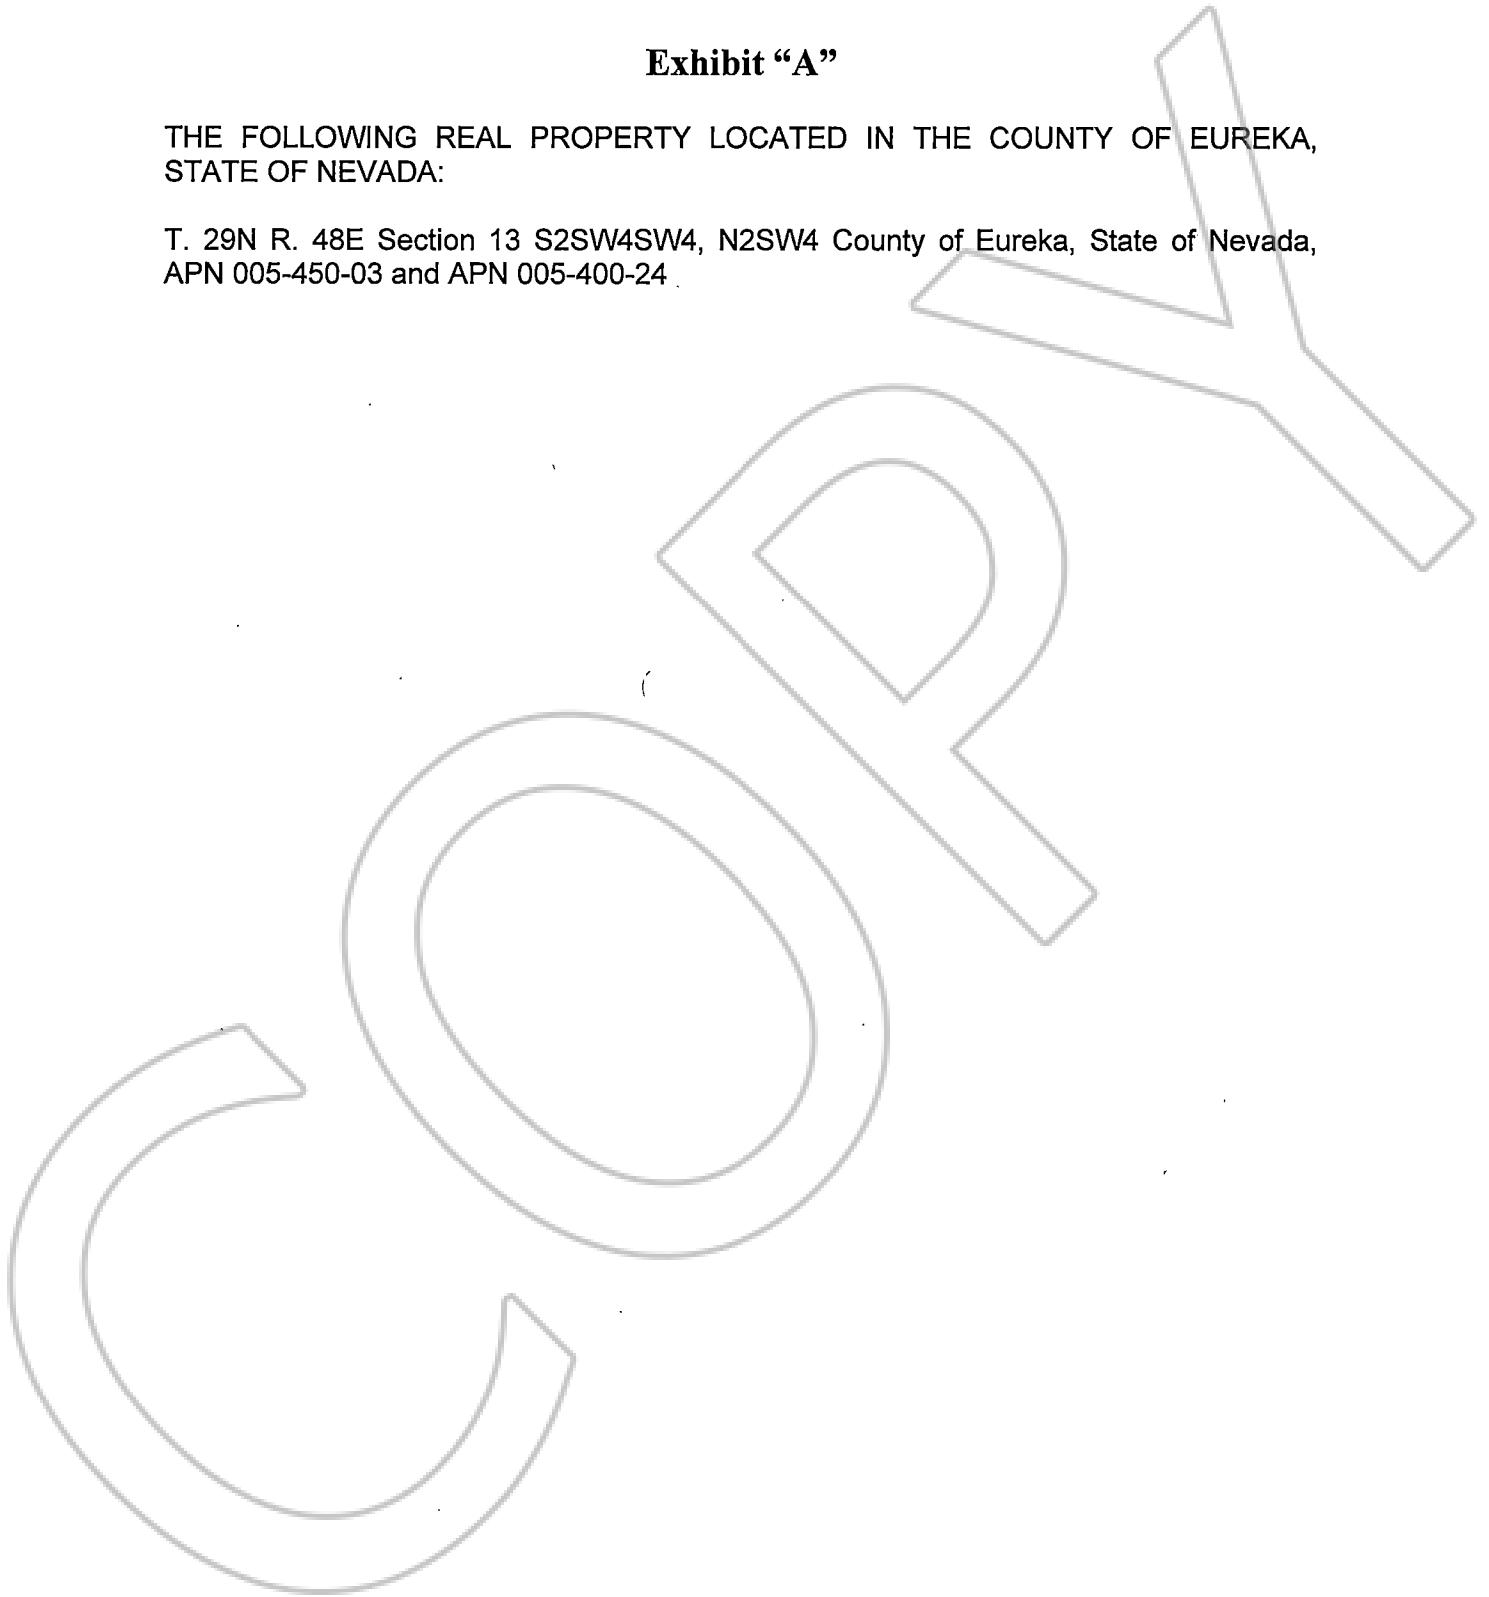 Exhibit “A”
THE FOLLOWING REAL PROPERTY LOCATED IN THE COUNTY OF EUREKA,
STATE OF NEVADA:
T. 29N R. 48E Section 13 S2SW4SW4, N2SW4 County of Eureka, State of Nevada,
APN 005-450-03 and APN 005-400-24
COPY